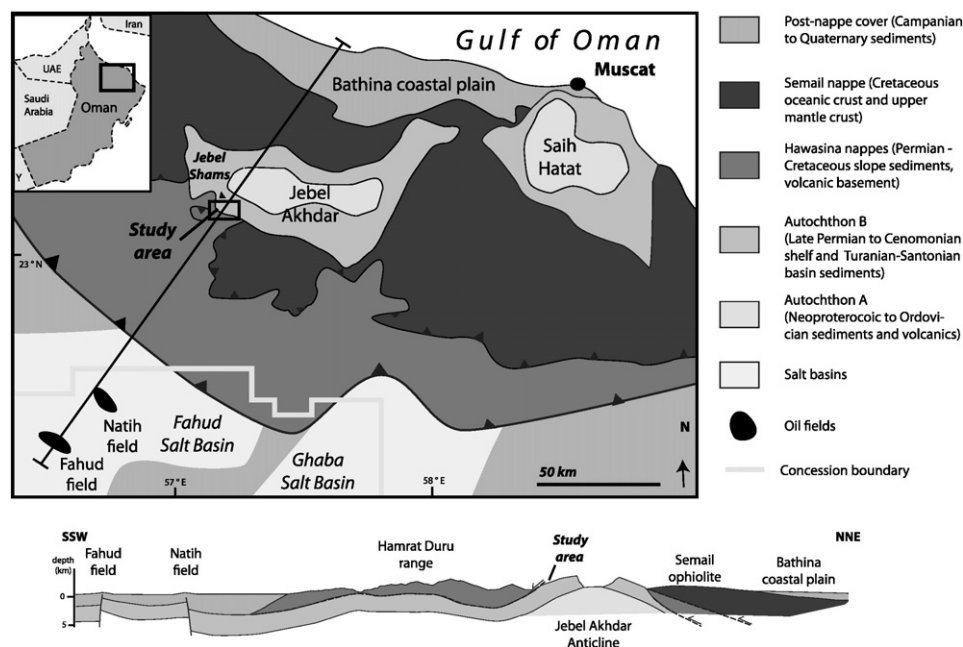 Iran
UAE
Saudi
Arabia
Oman
Y
Gulf of Oman
Muscat
Bathina coastal plain
Saih
Hatat
Jebel
Shams
Jebel
Akhdar
Study
area
23° N
Natih
field
Fahud
Salt Basin
Fahud
field
Ghaba
Salt Basin
57° E
58° E
50 km
N
Post-nappe cover (Campanian
to Quaternary sediments)
Semail nappe (Cretaceous
oceanic crust and upper
mantle crust)
Hawasina nappes (Permian -
Cretaceous slope sediments,
volcanic basement)
Autochthon B
(Late Permian to Cenomonian
shelf and Turanian-Santonian
basin sediments)
Autochthon A
(Neoproterocoic to Ordovi-
cian sediments and volcanics)
Salt basins
Oil fields
Concession boundary
SSW
NNE
depth
(km)
0
5
Fahud
field
Natih
field
Hamrat Duru
range
Study
area
Semail
ophiolite
Bathina
coastal plain
Jebel Akhdar
Anticline